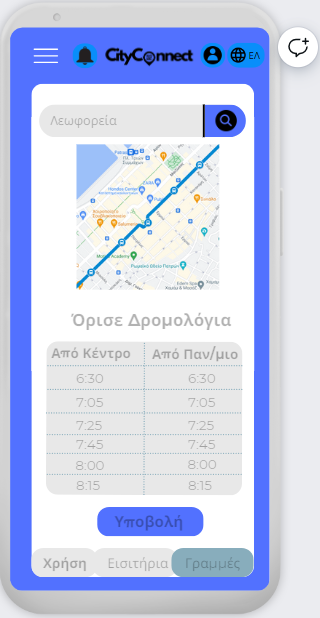 CityConnect
ΕΛ
Λεωφορεία
Όρισε Δρομολόγια
Από Κέντρο Από Παν/μιο
6:30 6:30
7:05 7:05
7:25 7:25
7:45 7:45
8:00 8:00
8:15 8:15
Υποβολή
Χρήση Εισιτήρια Γραμμές